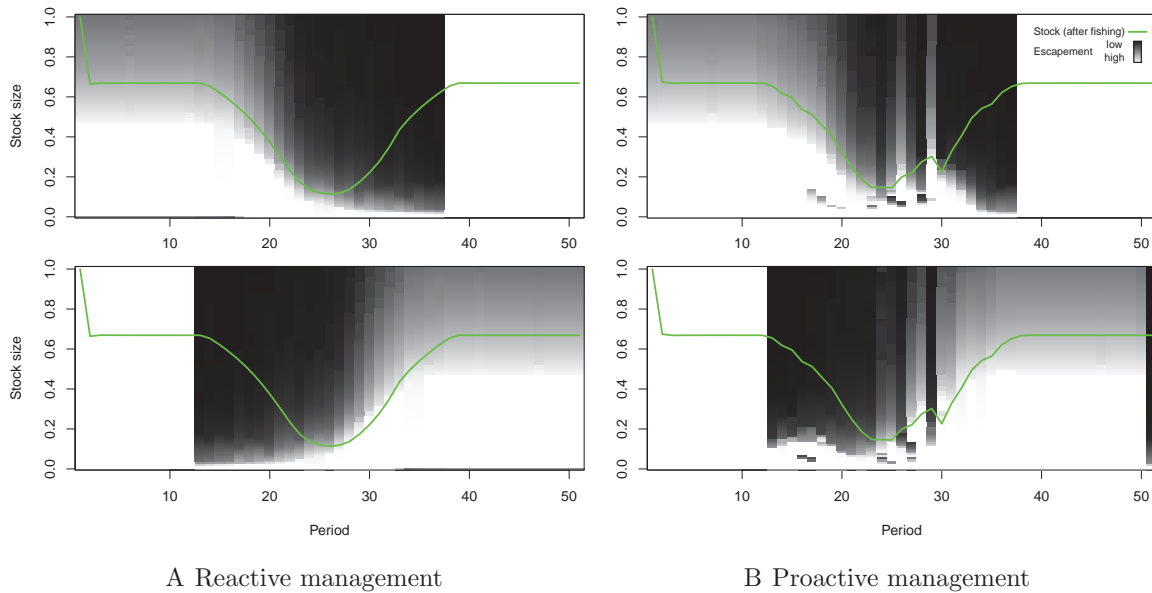 Stock size
0.0 0.2 0.4 0.6 0.8 1.0
10 20 30 40 50
Stock (after fishing)
Escapement low
high
0.0 0.2 0.4 0.6 0.8 1.0
10 20 30 40 50
Stock size
0.0 0.2 0.4 0.6 0.8 1.0
10 20 30 40 50
Period
0.0 0.2 0.4 0.6 0.8 1.0
10 20 30 40 50
Period
A Reactive management
B Proactive management